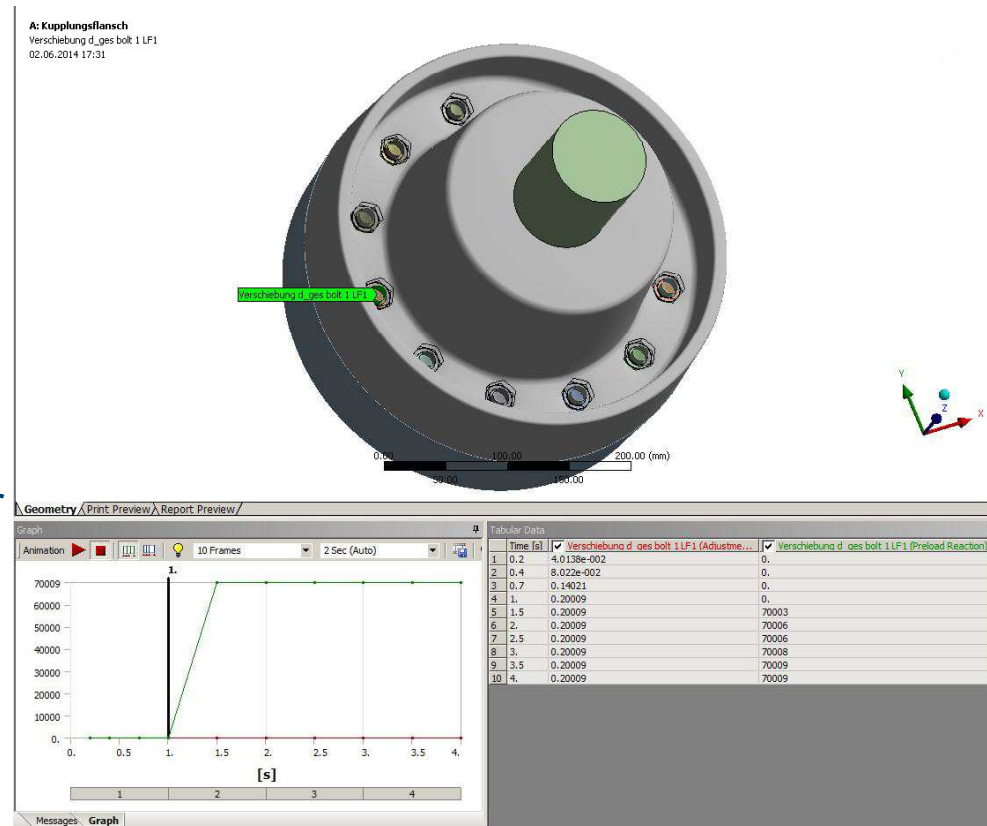 A: Kupplungsflansch
Verschiebung d_ges bolt 1 LF1
02.06.2014 17:31
Verschiebung d_ges bolt 1 LF1
Y
Z
X
0.00 100.00 200.00 (mm)
50.00 150.00
Geometry Print Preview Report Preview
Graph
Animation 10 Frames 2 Sec (Auto)
1.
70009
60000
50000
40000
30000
20000
10000
0.
0. 0.5 1. 1.5 2. 2.5 3. 3.5 4.
[s]
1 2 3 4
Messages Graph
Tabular Data
Time [s] Verschiebung d_ges bolt 1 LF1 (Adjustme... Verschiebung d_ges bolt 1 LF1 (Preload Reaction)
1 0.2 4.0138e-002 0.
2 0.4 8.022e-002 0.
3 0.7 0.14021 0.
4 1. 0.20009 0.
5 1.5 0.20009 70003
6 2. 0.20009 70006
7 2.5 0.20009 70006
8 3. 0.20009 70008
9 3.5 0.20009 70009
10 4. 0.20009 70009